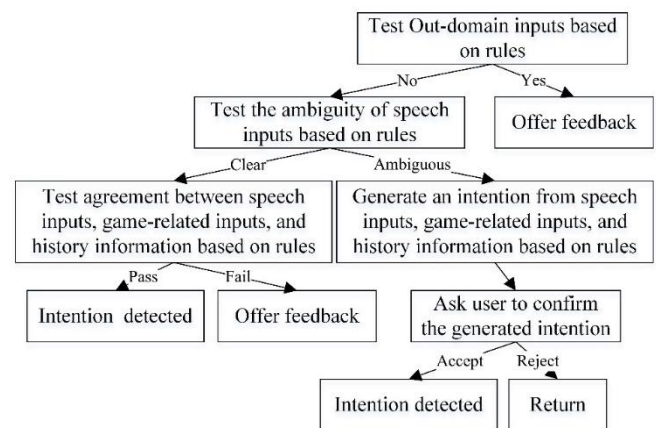 Test Out-domain inputs based
on rules
No
Yes
Test the ambiguity of speech
inputs based on rules
Offer feedback
Clear
Ambiguous
Test agreement between speech
inputs, game-related inputs, and
history information based on rules
Generate an intention from speech
inputs, game-related inputs, and
history information based on rules
Pass
Fail
Intention detected
Offer feedback
Ask user to confirm
the generated intention
Accept
Reject
Intention detected
Return